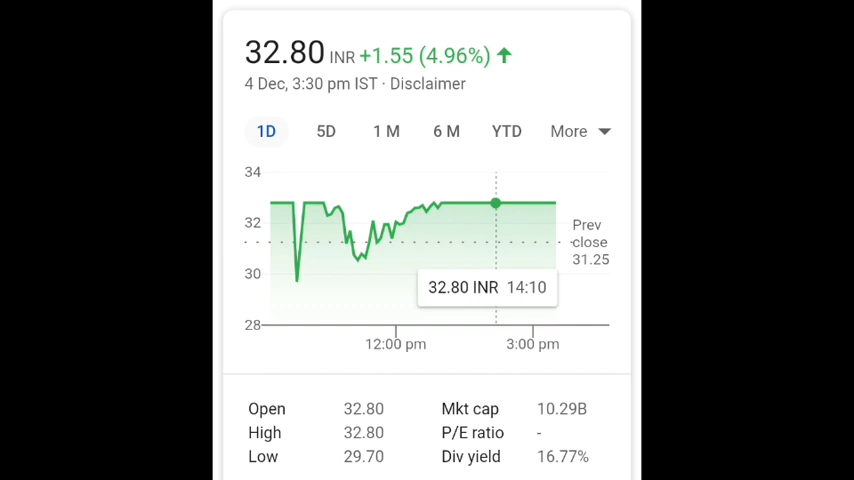 32.80 INR +1.55 (4.96%) ↑
4 Dec, 3:30 pm IST · Disclaimer
1D 5D 1 M 6 M YTD More
34
32
30
28
Prev
close
31.25
32.80 INR 14:10
12:00 pm 3:00 pm
Open 32.80 Mkt cap 10.29B
High 32.80 P/E ratio -
Low 29.70 Div yield 16.77%